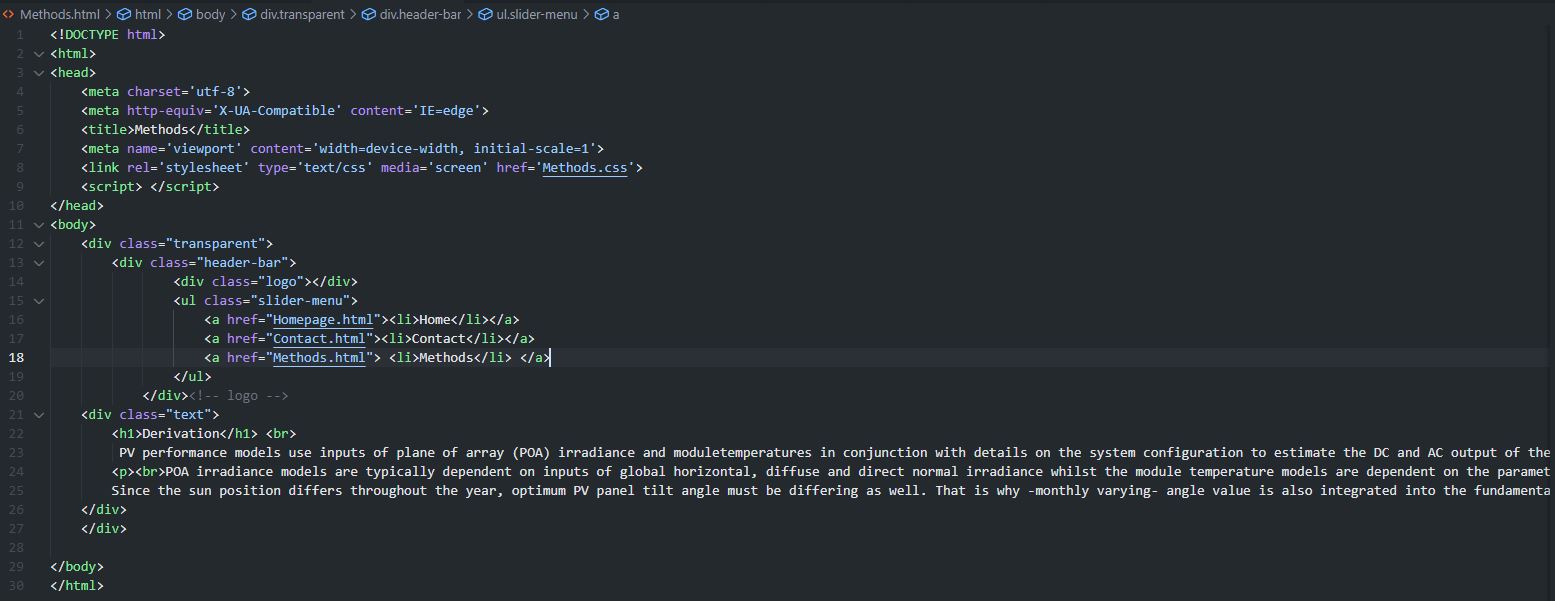 Methods.html > html > body > div.transparent > div.header-bar > ul.slider-menu > a
1 <!DOCTYPE html>
2 <html>
3 <head>
4     <meta charset='utf-8'>
5     <meta http-equiv='X-UA-Compatible' content='IE=edge'>
6     <title>Methods</title>
7     <meta name='viewport' content='width=device-width, initial-scale=1'>
8     <link rel='stylesheet' type='text/css' media='screen' href='Methods.css'>
9     <script> </script>
10 </head>
11 <body>
12     <div class="transparent">
13         <div class="header-bar">
14                 <div class="logo"></div>
15                 <ul class="slider-menu">
16                     <a href="Homepage.html"><li>Home</li></a>
17                     <a href="Contact.html"><li>Contact</li></a>
18                     <a href="Methods.html"> <li>Methods</li> </a>
19                 </ul>
20             </div><!-- logo -->
21     <div class="text">
22         <h1>Derivation</h1> <br>
23          PV performance models use inputs of plane of array (POA) irradiance and moduletemperatures in conjunction with details on the system configuration to estimate the DC and AC output of the
24         <p><br>POA irradiance models are typically dependent on inputs of global horizontal, diffuse and direct normal irradiance whilst the module temperature models are dependent on the paramet
25         Since the sun position differs throughout the year, optimum PV panel tilt angle must be differing as well. That is why -monthly varying- angle value is also integrated into the fundamenta
26     </div>
27     </div>
28
29 </body>
30 </html>